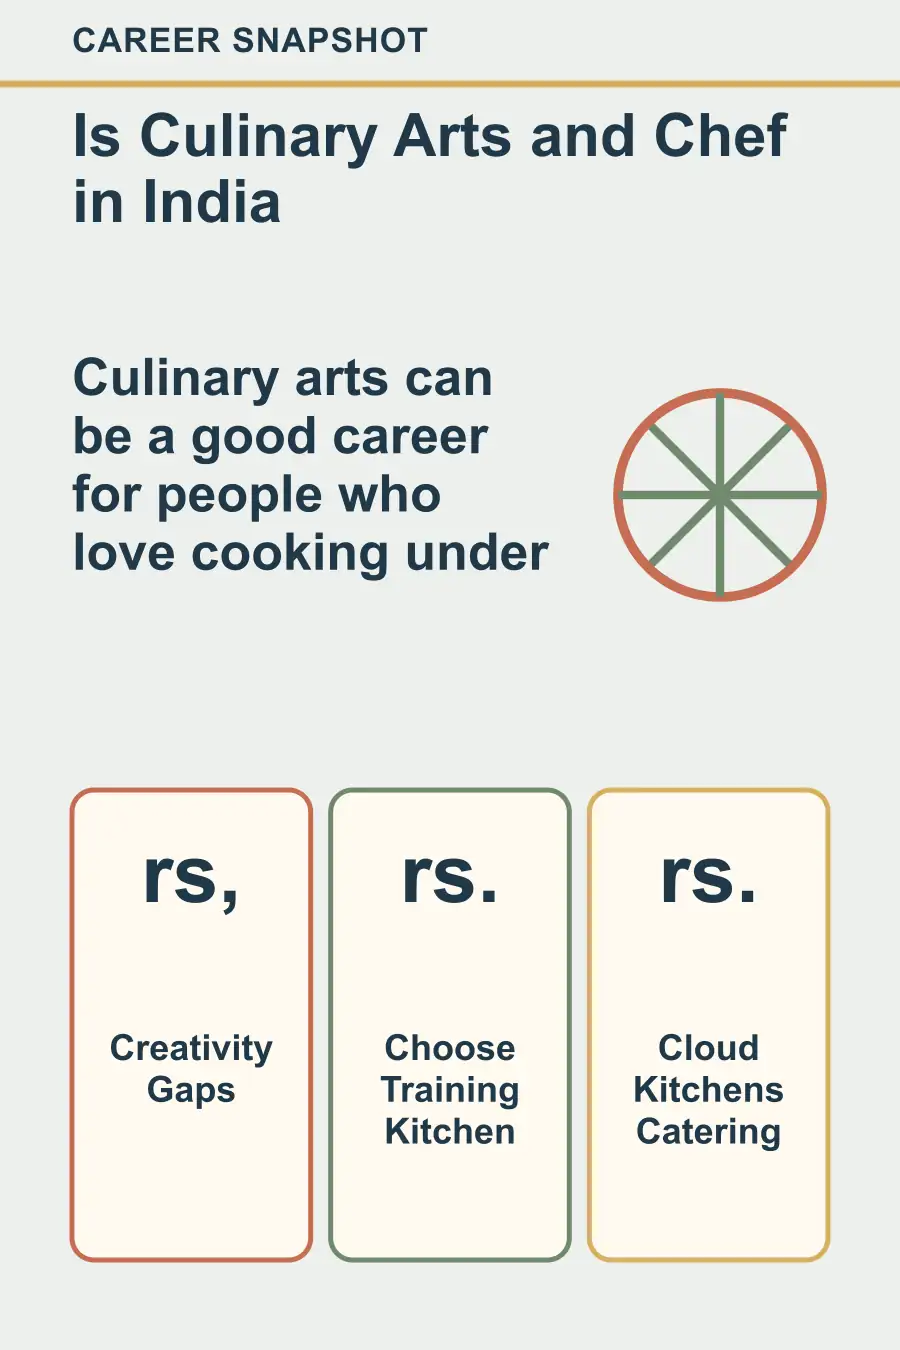 CAREER SNAPSHOT
Is Culinary Arts and Chef
in India
Culinary arts can
be a good career
for people who
love cooking under
rs,
Creativity
Gaps
rs.
Choose
Training
Kitchen
rs.
Cloud
Kitchens
Catering